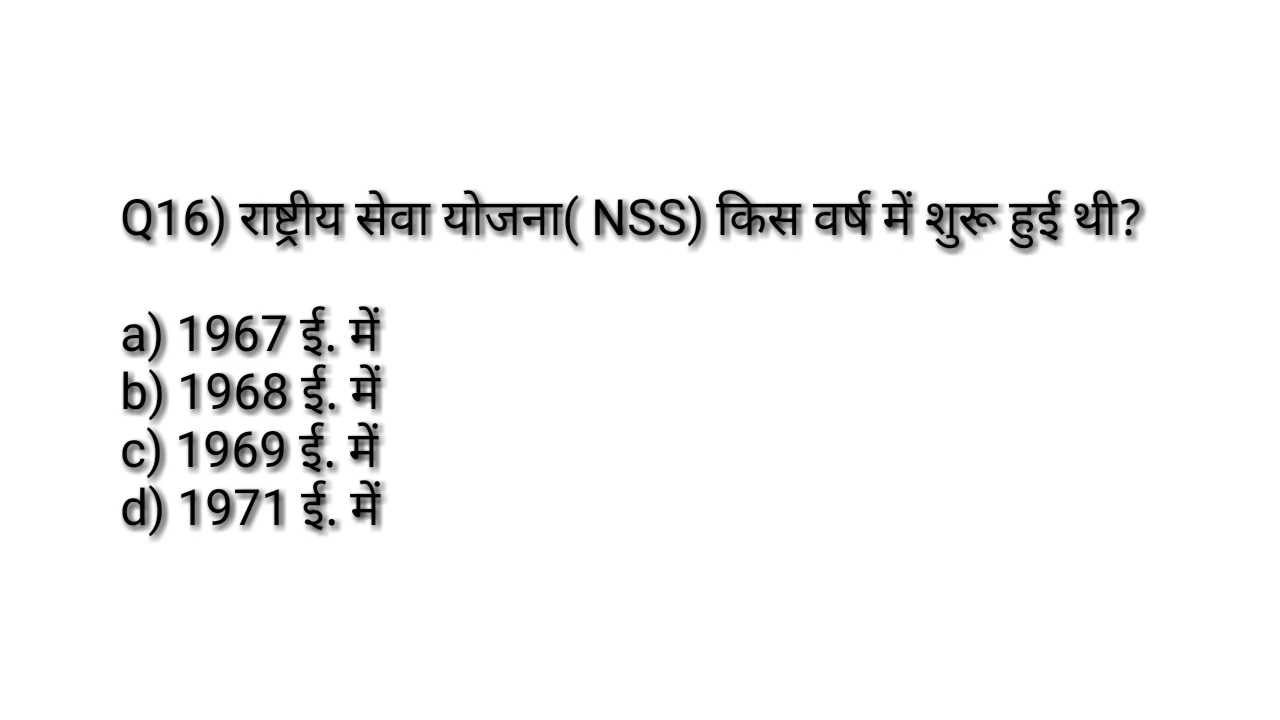 Q16) राष्ट्रीय सेवा योजना( NSS) किस वर्ष में शुरू हुई थी?
a) 1967 ई. में
b) 1968 ई. में
c) 1969 ई. में
d) 1971 ई. में